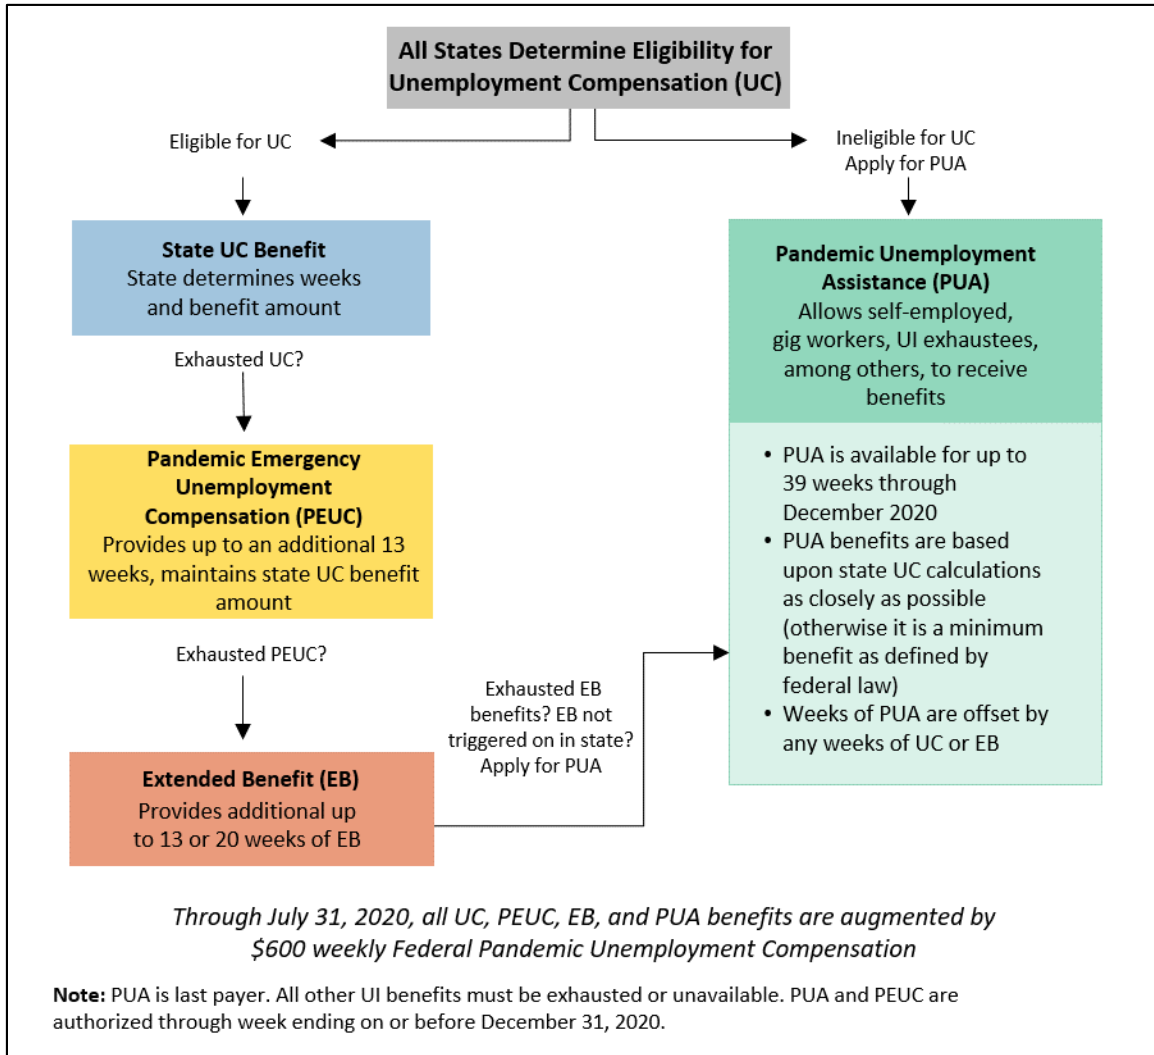 All States Determine Eligibility for
Unemployment Compensation (UC)
Eligible for UC
Ineligible for UC
Apply for PUA
State UC Benefit
State determines weeks
and benefit amount
Exhausted UC?
Pandemic Emergency
Unemployment
Compensation (PEUC)
Provides up to an additional 13
weeks, maintains state UC benefit
amount
Exhausted PEUC?
Extended Benefit (EB)
Provides additional up
to 13 or 20 weeks of EB
Exhausted EB
benefits? EB not
triggered on in state?
Apply for PUA
Pandemic Unemployment
Assistance (PUA)
Allows self-employed,
gig workers, UI exhaustees,
among others, to receive
benefits
• PUA is available for up to
39 weeks through
December 2020
• PUA benefits are based
upon state UC calculations
as closely as possible
(otherwise it is a minimum
benefit as defined by
federal law)
• Weeks of PUA are offset by
any weeks of UC or EB
Through July 31, 2020, all UC, PEUC, EB, and PUA benefits are augmented by
$600 weekly Federal Pandemic Unemployment Compensation
Note: PUA is last payer. All other UI benefits must be exhausted or unavailable. PUA and PEUC are
authorized through week ending on or before December 31, 2020.